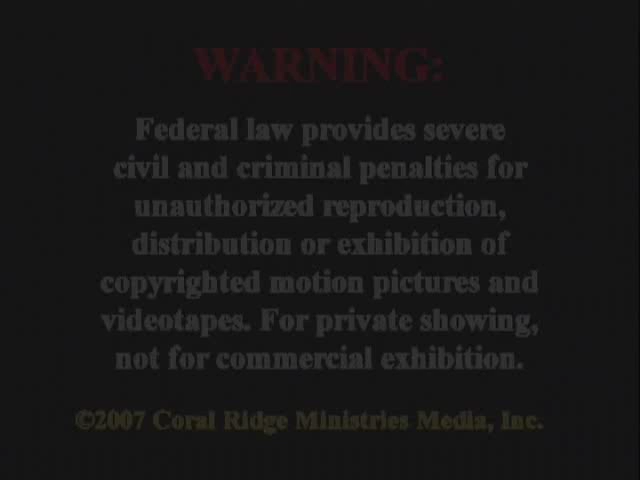 WARNING:
Federal law provides severe
civil and criminal penalties for
unauthorized reproduction,
distribution or exhibition of
copyrighted motion pictures and
videotapes. For private showing,
not for commercial exhibition.
©2007 Coral Ridge Ministries Media, Inc.